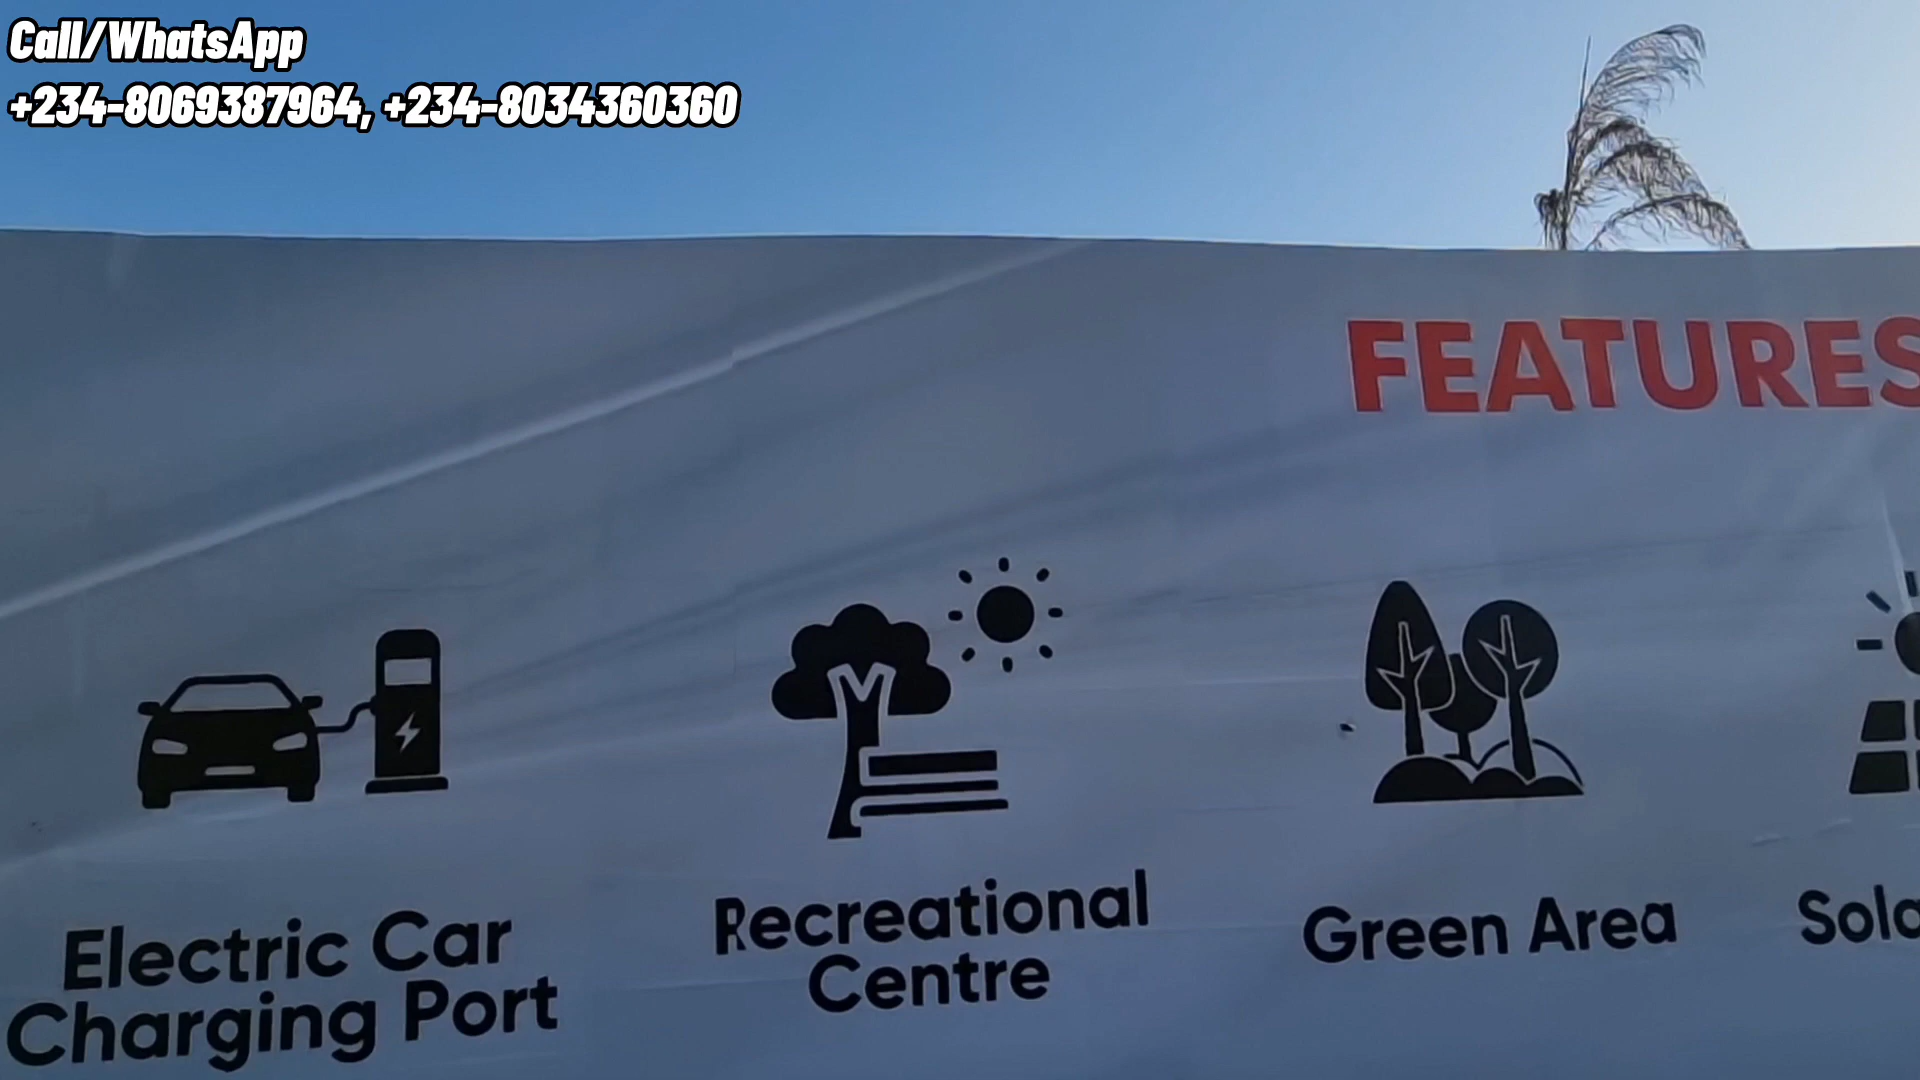 Call/WhatsApp
+234-8069387964, +234-8034360360
FEATURES
Electric Car
Charging Port
Recreational
Centre
Green Area